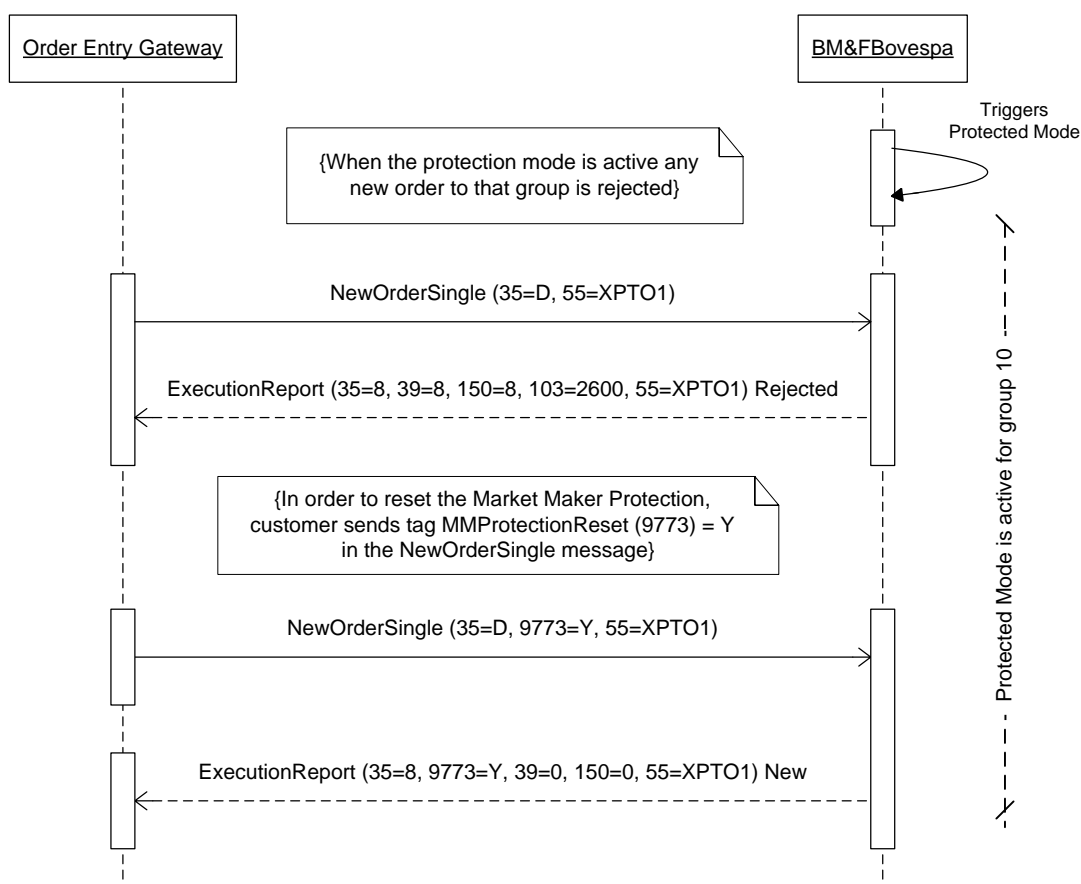 Order Entry Gateway
BM&FBovespa
Triggers
Protected Mode
{When the protection mode is active any
new order to that group is rejected}
NewOrderSingle (35=D, 55=XPTO1)
ExecutionReport (35=8, 39=8, 150=8, 103=2600, 55=XPTO1) Rejected
{In order to reset the Market Maker Protection,
customer sends tag MMProtectionReset (9773) = Y
in the NewOrderSingle message}
NewOrderSingle (35=D, 9773=Y, 55=XPTO1)
ExecutionReport (35=8, 9773=Y, 39=0, 150=0, 55=XPTO1) New
Protected Mode is active for group 10